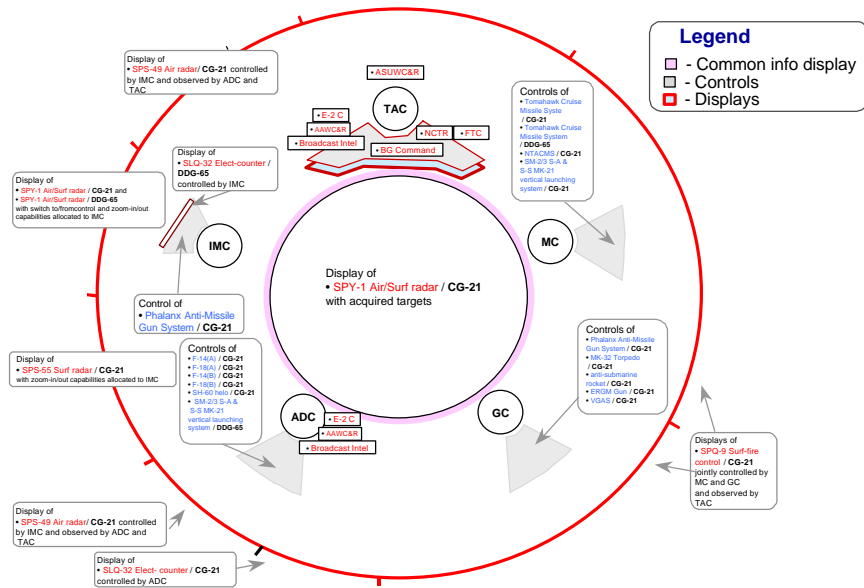 Legend
- Common info display
- Controls
- Displays
Display of
• SPS-49 Air radar/ CG-21 controlled
by IMC and observed by ADC and
TAC
• ASUWC&R
TAC
• E-2 C
• AAWC&R
• Broadcast Intel
• NCTR
• FTC
• BG Command
Controls of
• Tomahawk Cruise
Missile Syste
/ CG-21
• Tomahawk Cruise
Missile System /
DDG-65
• NTACMS / CG-21
• SM-2/3 S-A &
S-S MK-21
vertical launching
system / CG-21
Display of
• SLQ-32 Elect-counter /
DDG-65
controlled by IMC
Display of
• SPY-1 Air/Surf radar / CG-21 and
• SPY-1 Air/Surf radar / DDG-65
with switch to/fromcontrol and zoom-in/out
capabilities allocated to IMC
IMC
MC
Display of
• SPY-1 Air/Surf radar / CG-21
with acquired targets
Control of
• Phalanx Anti-Missile
Gun System / CG-21
Display of
• SPS-55 Surf radar / CG-21
with zoom-in/out capabilities allocated to IMC
Controls of
• F-14(A) / CG-21
• F-18(A) / CG-21
• F-14(B) / CG-21
• F-18(B) / CG-21
• SH-60 helo / CG-21
• SM-2/3 S-A &
S-S MK-21
vertical launching
system / DDG-65
Controls of
• Phalanx Anti-Missile
Gun System / CG-21
• MK-32 Torpedo
/ CG-21
• anti-submarine
rocket / CG-21
• ERGM Gun / CG-21
• VGAS / CG-21
ADC
• E-2 C
• AAWC&R
• Broadcast Intel
GC
Displays of
• SPQ-9 Surf-fire
control / CG-21
jointly controlled by
MC and GC
and observed by
TAC
Display of
• SPS-49 Air radar/ CG-21 controlled
by IMC and observed by ADC and
TAC
Display of
• SLQ-32 Elect- counter / CG-21
controlled by ADC